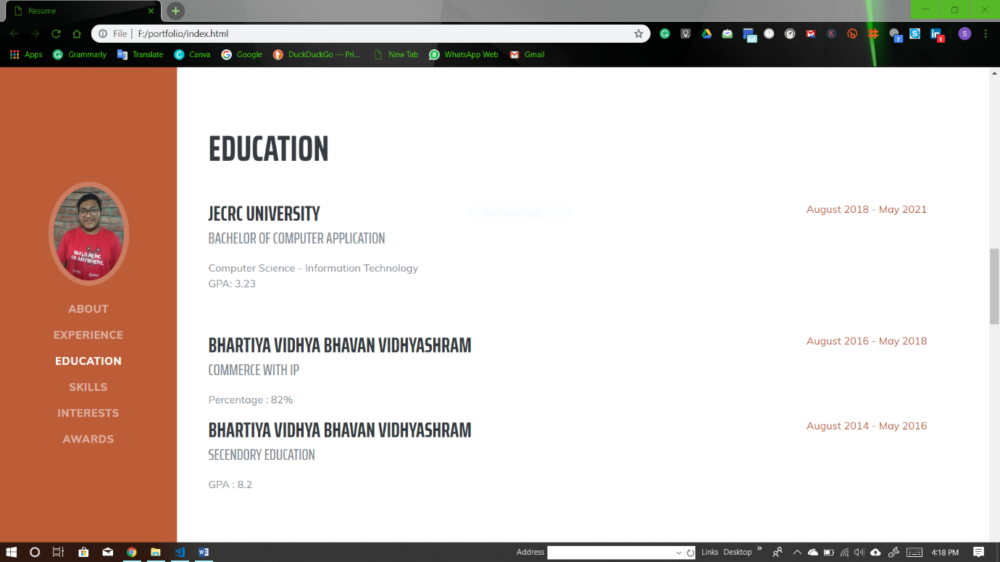 Resume
File F:/portfolio/index.html
6d
?
1
S
Apps Grammarly Translate Canva Google DuckDuckGo — Pri... New Tab WhatsApp Web Gmail
EDUCATION
JECRC UNIVERSITY August 2018 - May 2021
BACHELOR OF COMPUTER APPLICATION
Computer Science - Information Technology
GPA: 3.23
BHARTIYA VIDHYA BHAVAN VIDHYASHRAM August 2016 - May 2018
COMMERCE WITH IP
Percentage : 82%
BHARTIYA VIDHYA BHAVAN VIDHYASHRAM August 2014 - May 2016
SECENDORY EDUCATION
GPA : 8.2
BUILD HERE.
GO ANYWHERE.
ABOUT
EXPERIENCE
EDUCATION
SKILLS
INTERESTS
AWARDS
Address Links Desktop 4:18 PM